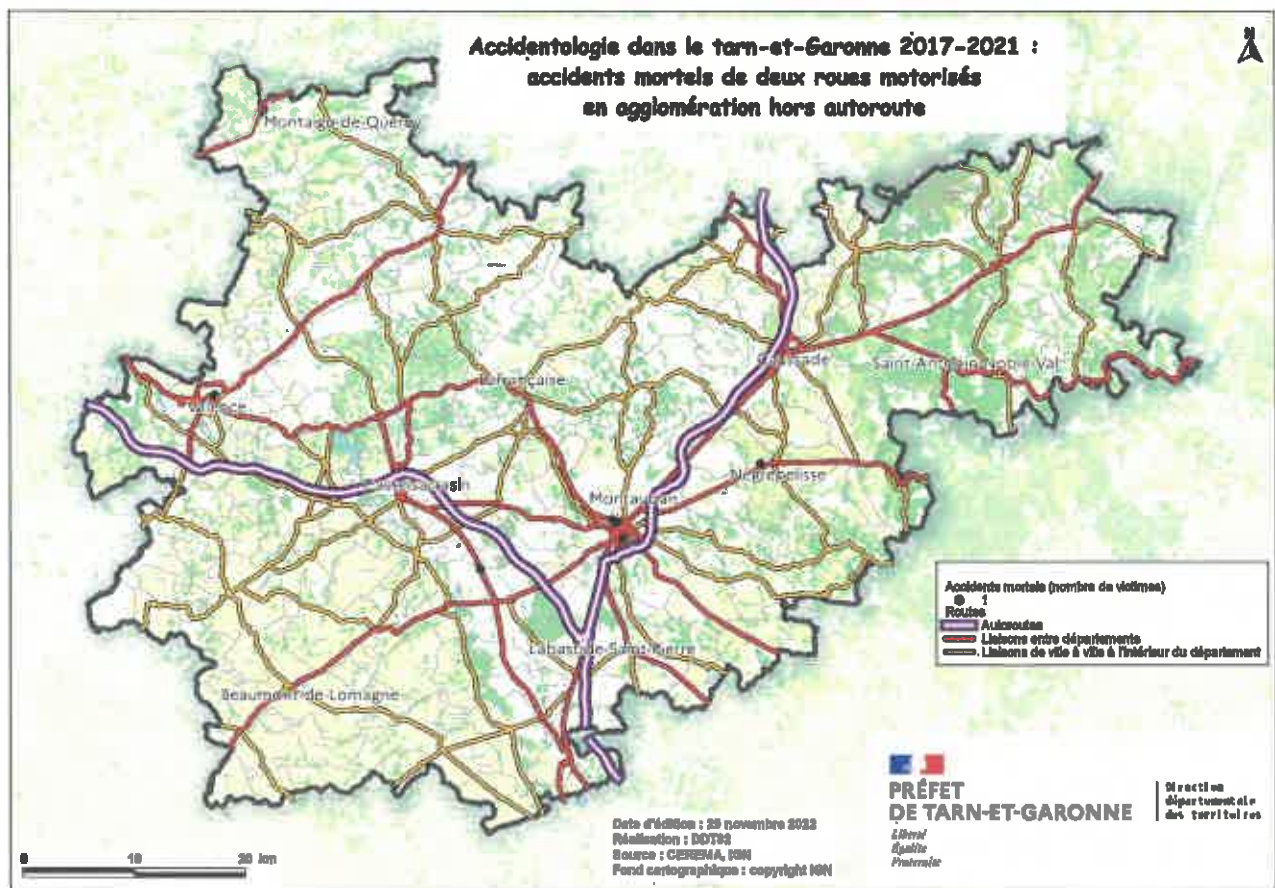 Accidentologie dans le tarn-et-Garonne 2017-2021 :
accidents mortels de deux roues motorisés
en agglomération hors autoroute
N
Montaigu-de-Quercy
Lafrançaise
Caussade
Saint-Antonin-Noble-Val
Valence
Castelsarrasin
Nègrepelisse
Montauban
Labastide-Saint-Pierre
Beaumont-de-Lomagne
Accidents mortels (nombre de victimes)
1
Routes
Autoroutes
Liaisons entre départements
Liaisons de ville à ville à l'intérieur du département
PRÉFET
DE TARN-ET-GARONNE
Liberté
Égalité
Fraternité
Direction
départementale
des territoires
Date d'édition : 29 novembre 2022
Réalisation : DDT82
Source : CEREMA, IGN
Fond cartographique : copyright IGN
0 10 20 km